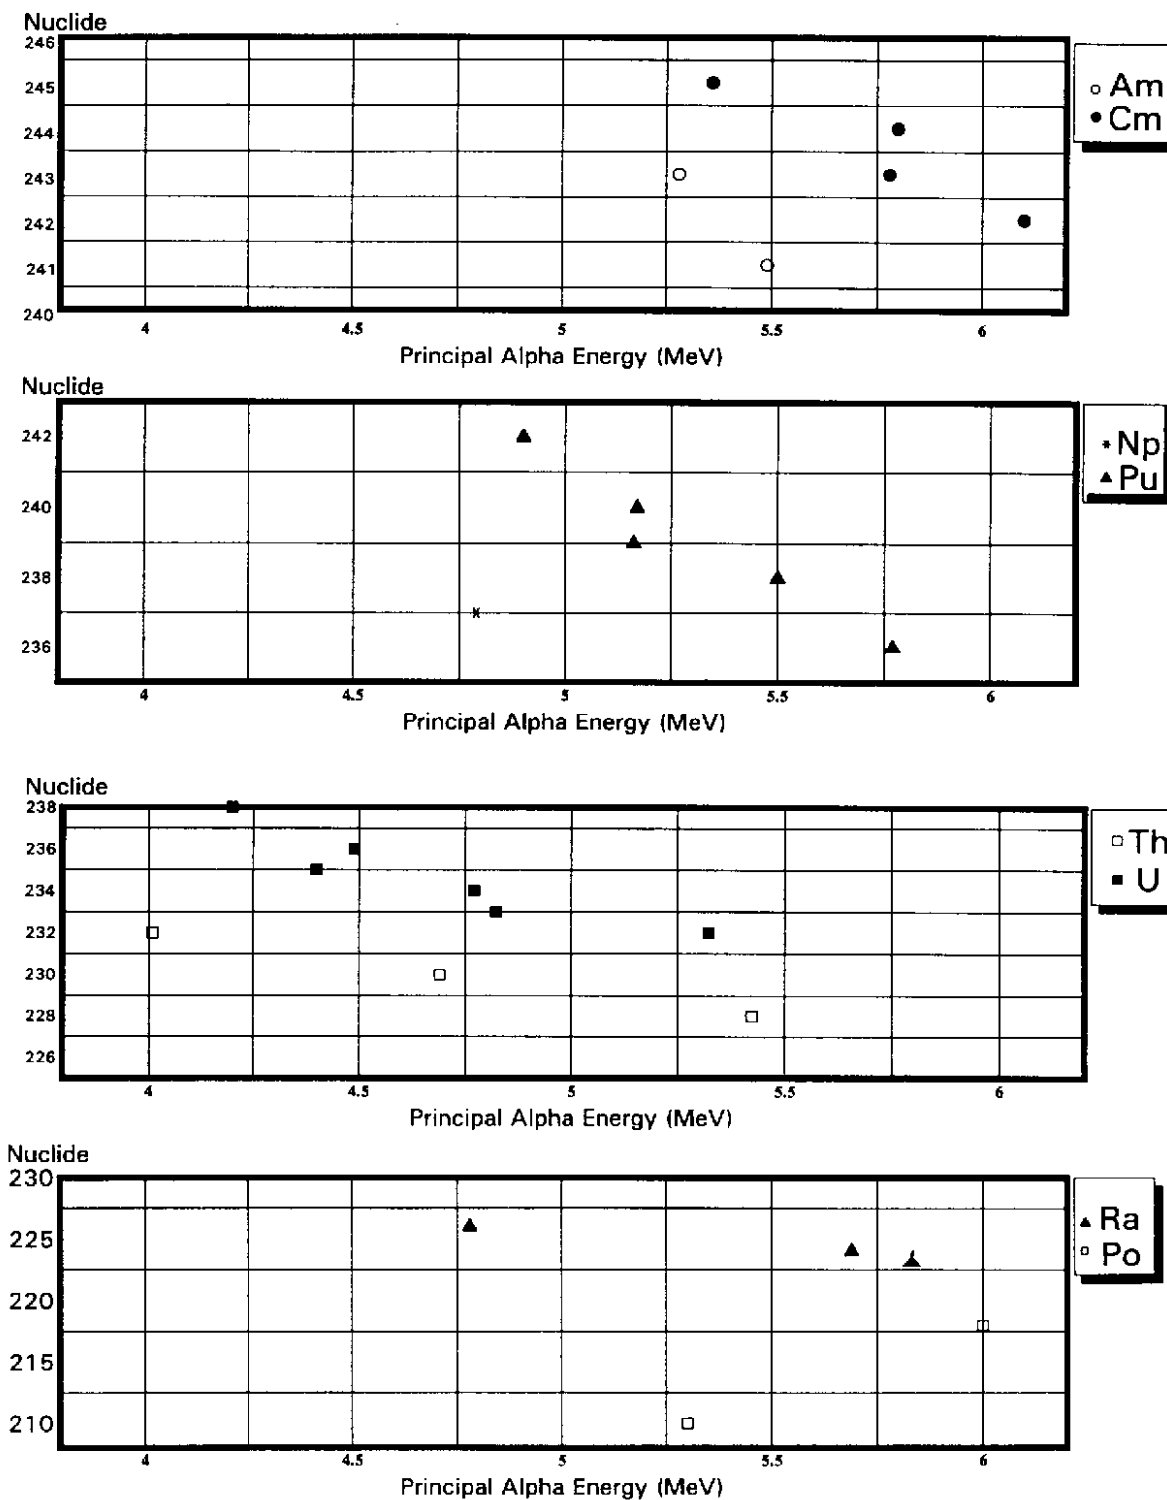 Nuclide
246
245
244
243
242
241
240
4 4.5 5 5.5 6
Principal Alpha Energy (MeV)
Am
Cm
Nuclide
242
240
238
236
4 4.5 5 5.5 6
Principal Alpha Energy (MeV)
Np
Pu
Nuclide
238
236
234
232
230
228
226
4 4.5 5 5.5 6
Principal Alpha Energy (MeV)
Th
U
Nuclide
230
225
220
215
210
4 4.5 5 5.5 6
Principal Alpha Energy (MeV)
Ra
Po